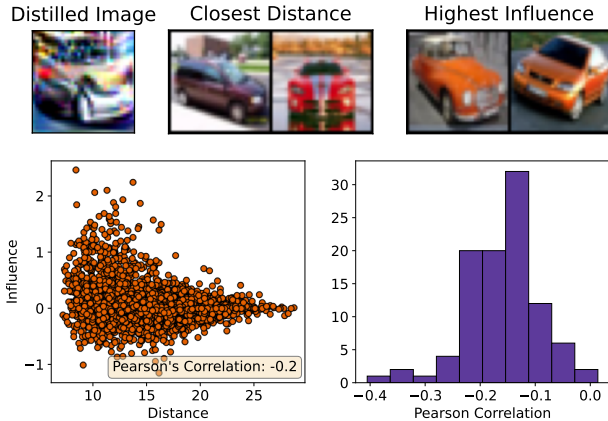 Distilled Image
Closest Distance
Highest Influence
2
1
0
−1
Influence
Pearson's Correlation: -0.2
10
15
20
25
Distance
30
25
20
15
10
5
0
−0.4
−0.3
−0.2
−0.1
0.0
Pearson Correlation